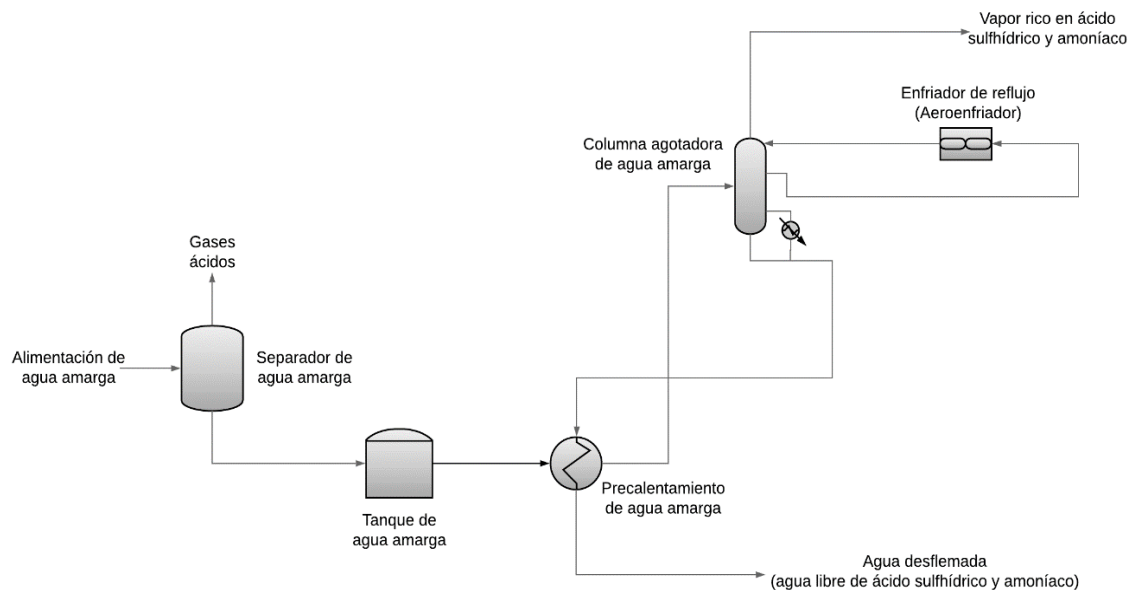 Vapor rico en ácido
sulfhídrico y amoníaco
Enfriador de reflujo
(Aeroenfriador)
Columna agotadora
de agua amarga
Gases
ácidos
Alimentación de
agua amarga
Separador de
agua amarga
Precalentamiento
de agua amarga
Tanque de
agua amarga
Agua desflemada
(agua libre de ácido sulfhídrico y amoníaco)